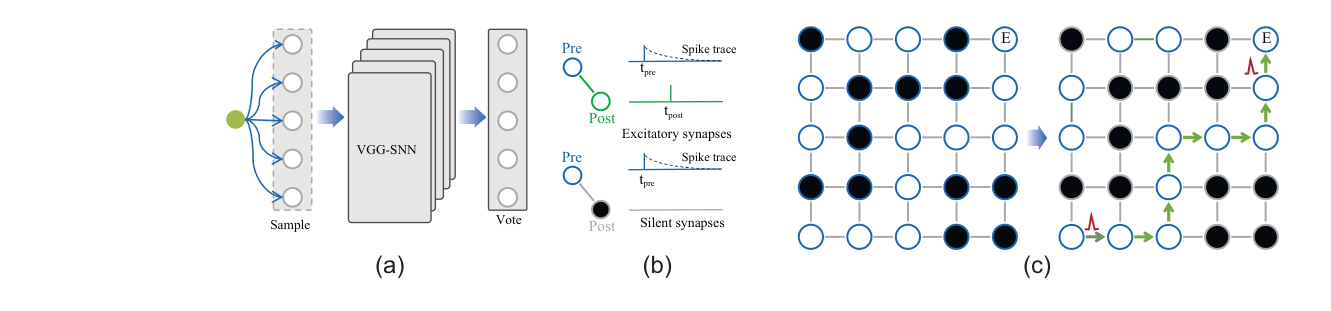 Sample
VGG-SNN
Vote
(a)
Pre
Post
Spike trace
tpre
tpost
Excitatory synapses
Pre
Post
Spike trace
tpre
Silent synapses
(b)
E
E
(c)